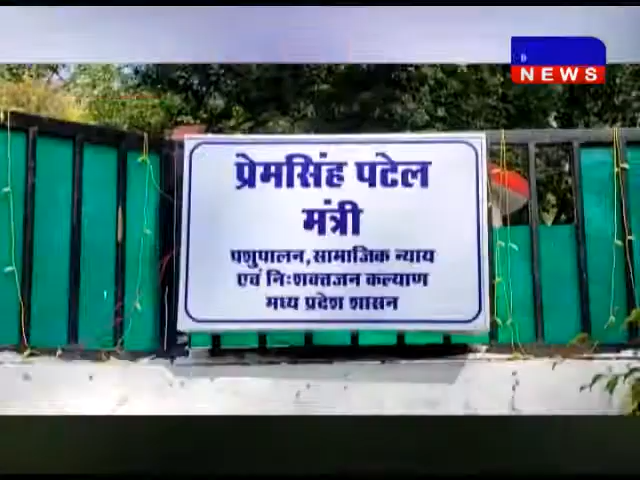 B
NEWS
प्रेमसिंह पटेल
मंत्री
पशुपालन, सामाजिक न्याय
एवं निःशक्तजन कल्याण
मध्य प्रदेश शासन